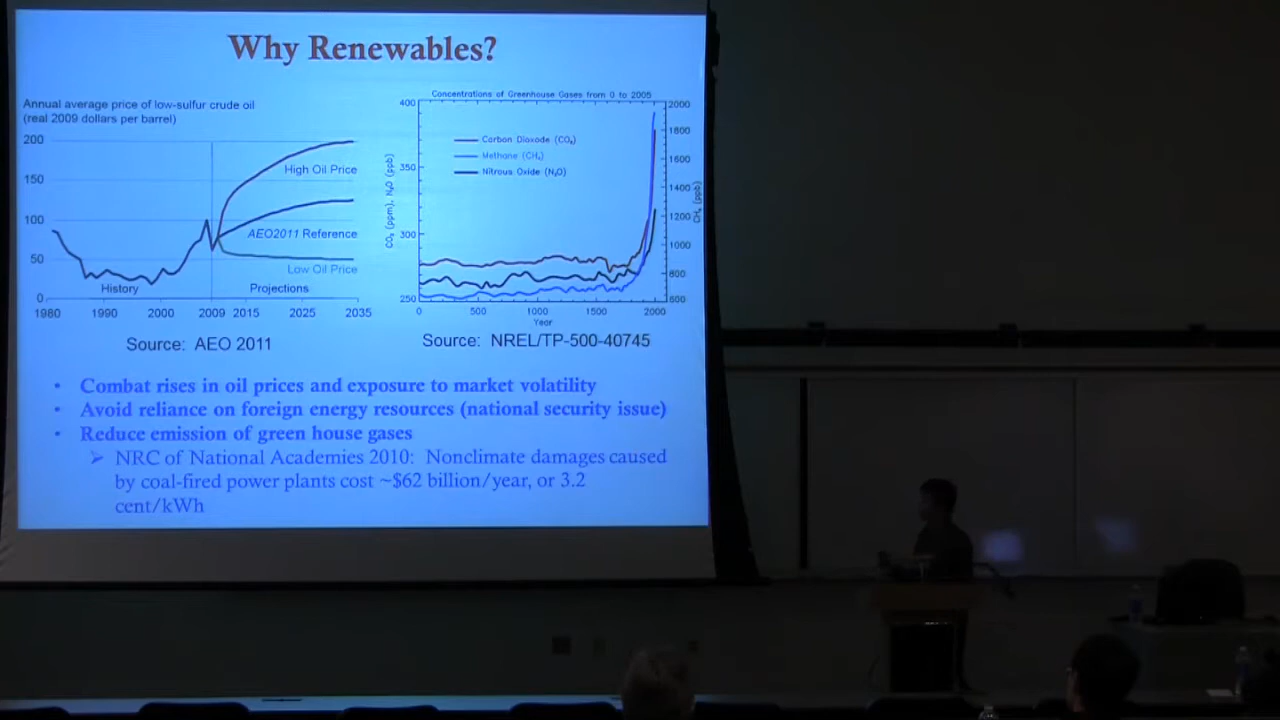 Why Renewables?
Annual average price of low-sulfur crude oil
(real 2009 dollars per barrel)
200
150
100
50
0
High Oil Price
AEO2011 Reference
Low Oil Price
History
Projections
1980 1990 2000 2009 2015 2025 2035
Source: AEO 2011
Concentrations of Greenhouse Gases from 0 to 2005
400
350
300
250
CO₂ (ppm), N₂O (ppb)
Carbon Dioxide (CO₂)
Methane (CH₄)
Nitrous Oxide (N₂O)
2000
1800
1600
1400
1200
1000
800
600
CH₄ (ppb)
0 500 1000 1500 2000
Year
Source: NREL/TP-500-40745
• Combat rises in oil prices and exposure to market volatility
• Avoid reliance on foreign energy resources (national security issue)
• Reduce emission of green house gases
➢ NRC of National Academies 2010: Nonclimate damages caused
by coal-fired power plants cost ~$62 billion/year, or 3.2
cent/kWh